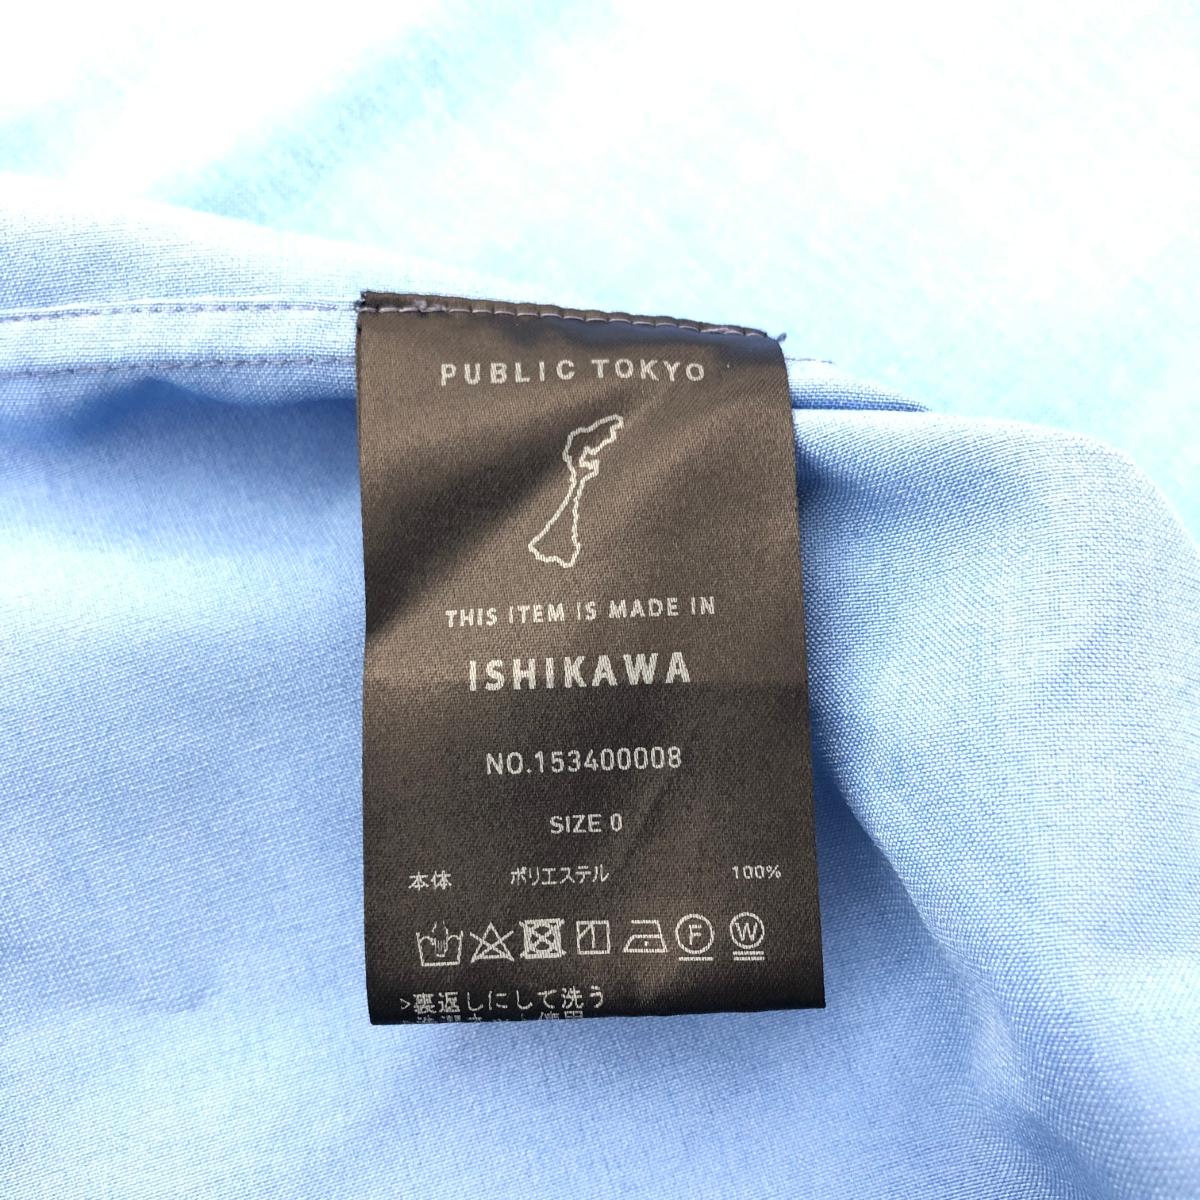 PUBLIC TOKYO
THIS ITEM IS MADE IN
ISHIKAWA
NO.153400008
SIZE 0
本体 ポリエステル 100%
F W
>裏返しにして洗う